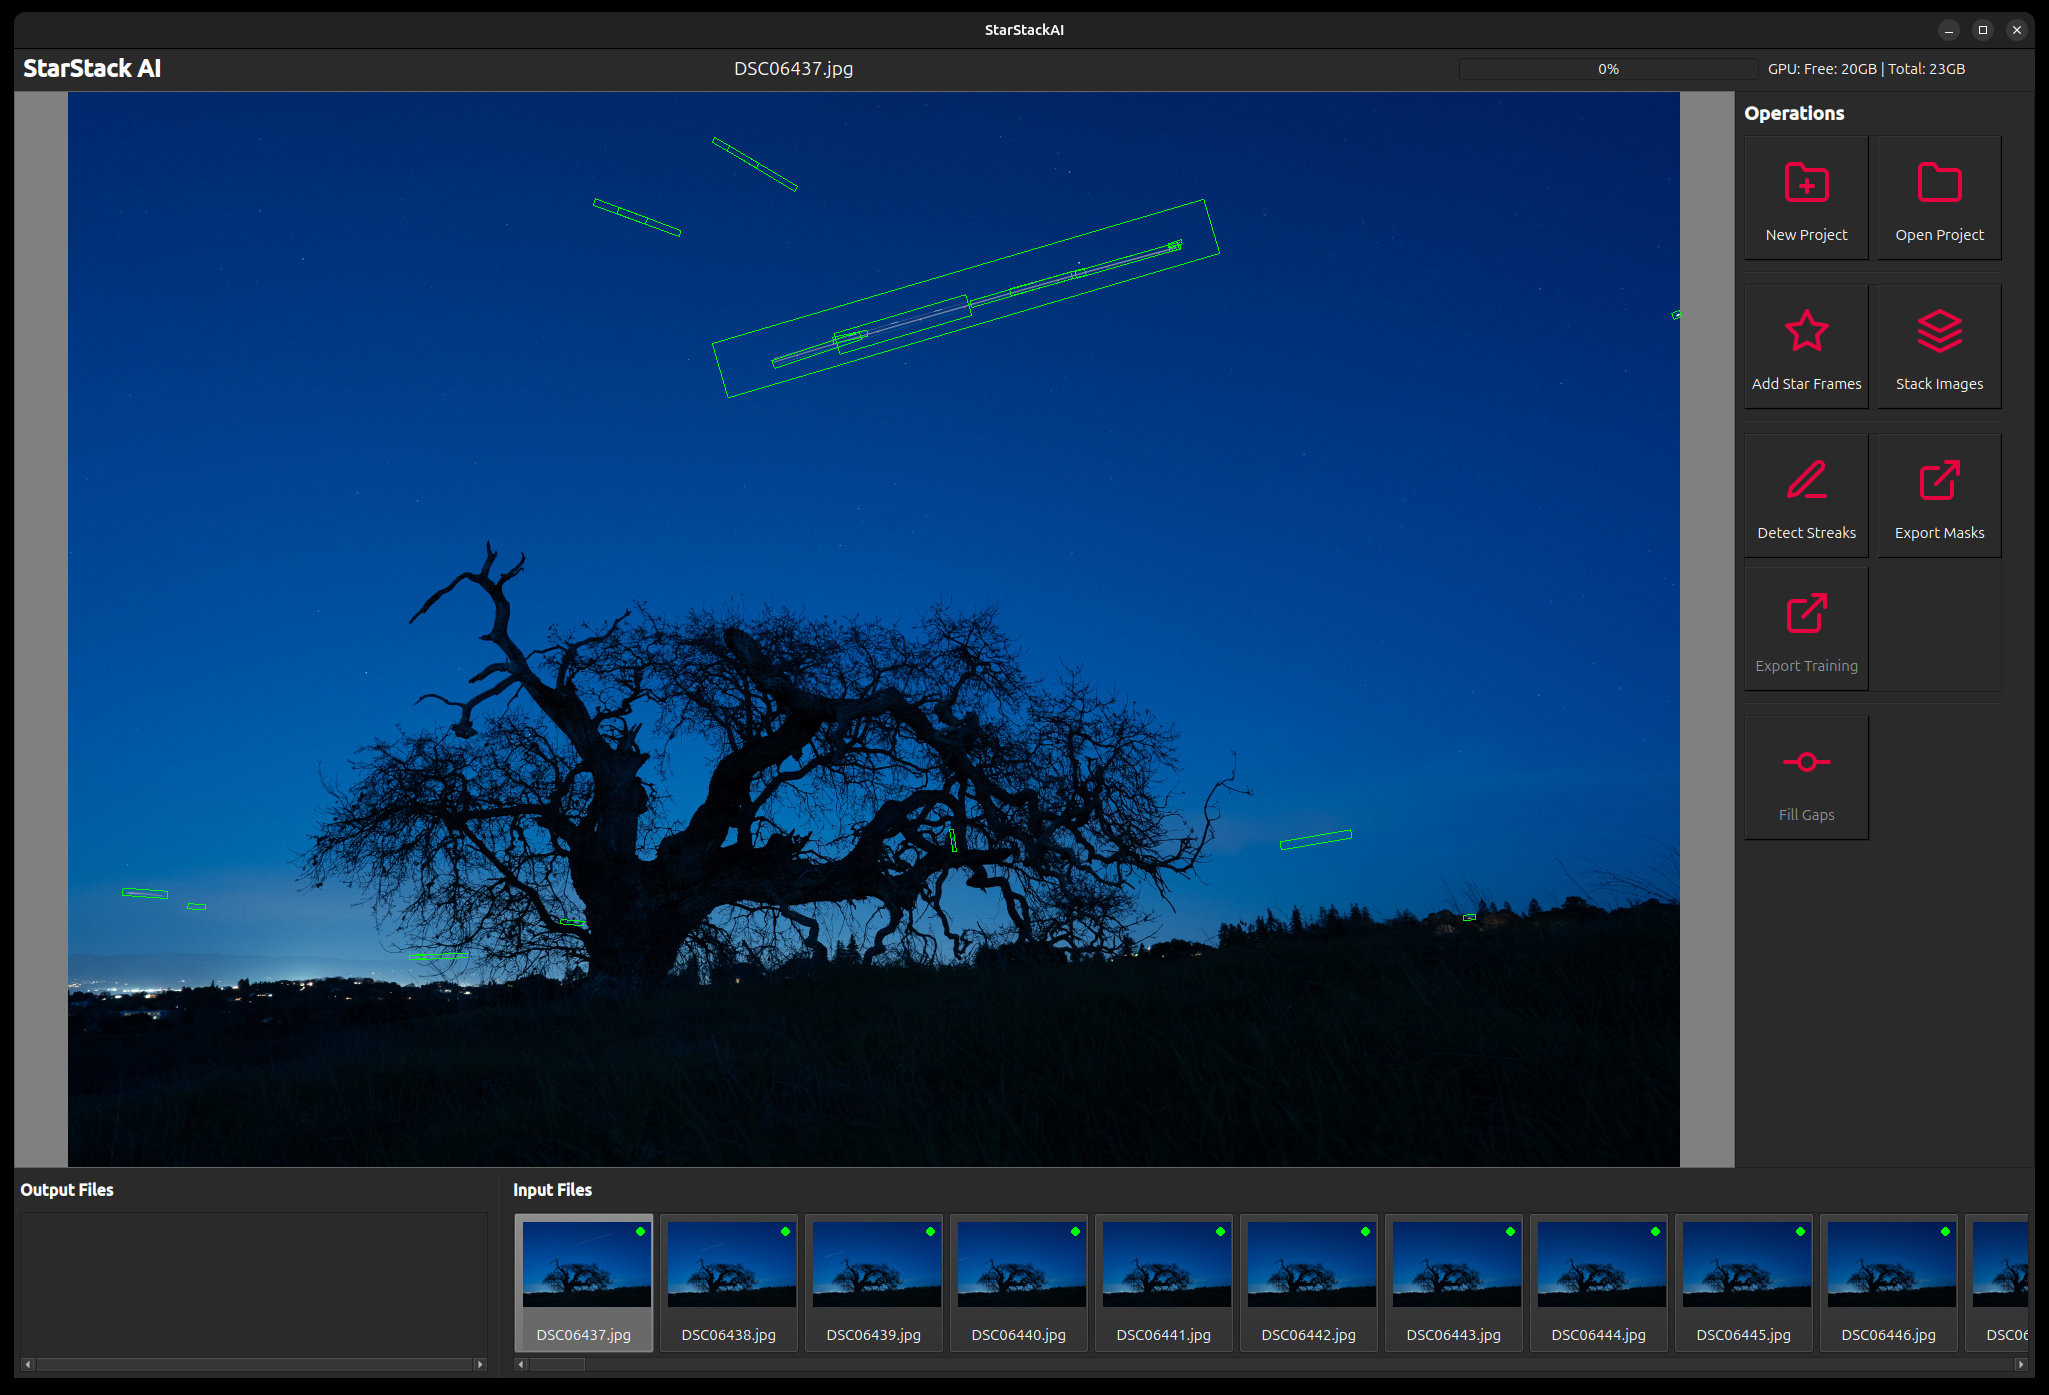 StarStackAI
StarStack AI
DSC06437.jpg
0%
GPU: Free: 20GB | Total: 23GB
Operations
New Project
Open Project
Add Star Frames
Stack Images
Detect Streaks
Export Masks
Export Training
Fill Gaps
Output Files
Input Files
DSC06437.jpg
DSC06438.jpg
DSC06439.jpg
DSC06440.jpg
DSC06441.jpg
DSC06442.jpg
DSC06443.jpg
DSC06444.jpg
DSC06445.jpg
DSC06446.jpg